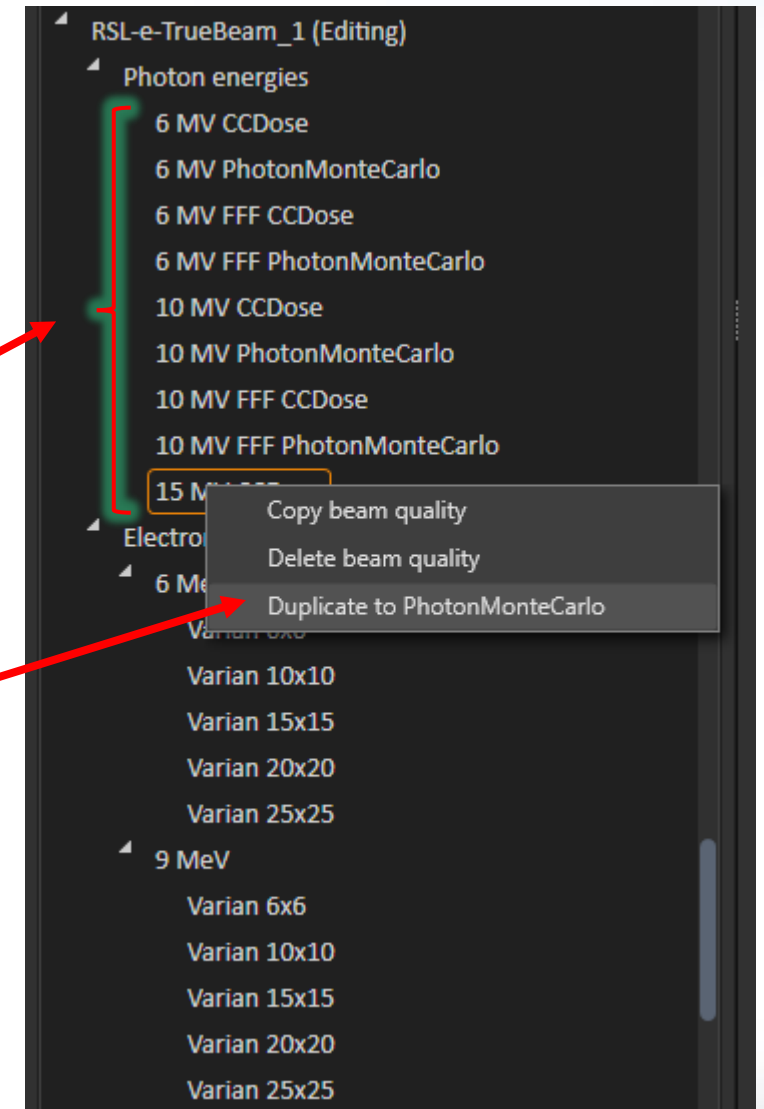 RSL-e-TrueBeam_1 (Editing)
Photon energies
6 MV CCDose
6 MV PhotonMonteCarlo
6 MV FFF CCDose
6 MV FFF PhotonMonteCarlo
10 MV CCDose
10 MV PhotonMonteCarlo
10 MV FFF CCDose
10 MV FFF PhotonMonteCarlo
15
Copy beam quality
Delete beam quality
6
Duplicate to PhotonMonteCarlo
Varian 10x10
Varian 15x15
Varian 20x20
Varian 25x25
9 MeV
Varian 6x6
Varian 10x10
Varian 15x15
Varian 20x20
Varian 25x25